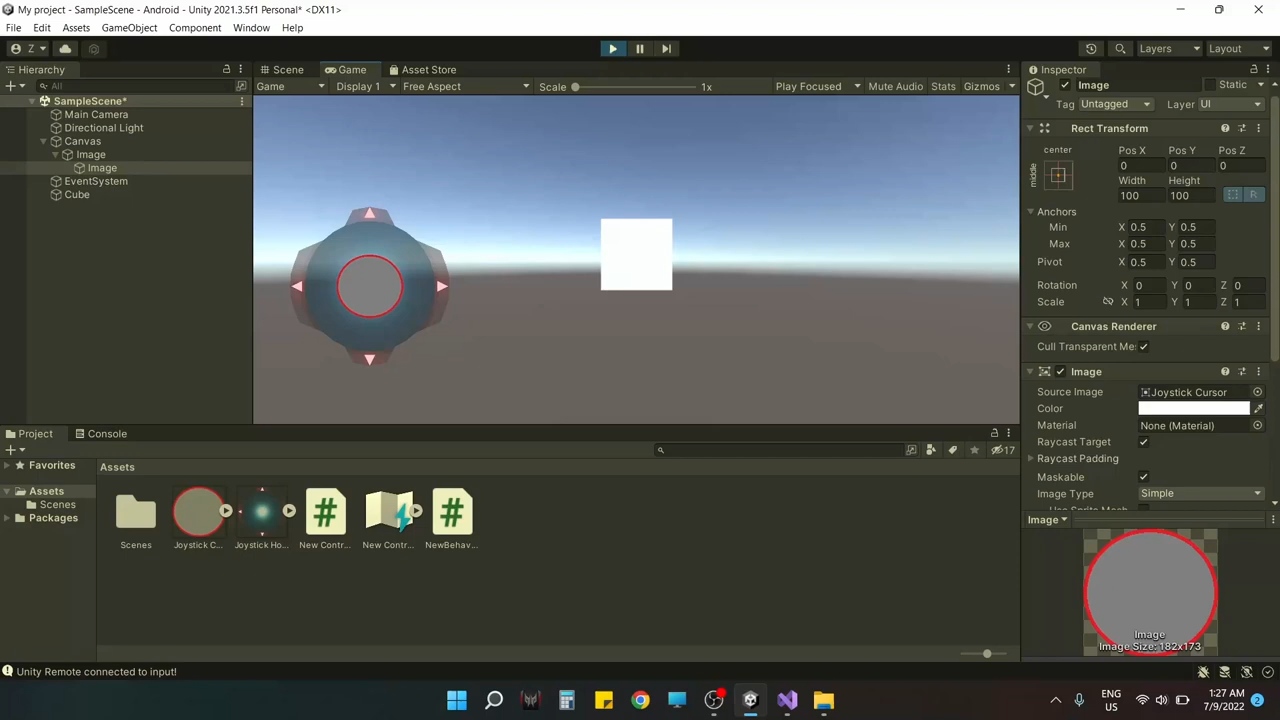 My project - SampleScene - Android - Unity 2021.3.5f1 Personal* <DX11>
File Edit Assets GameObject Component Window Help
Z Layers Layout
Hierarchy Scene Game Asset Store Inspector
All Game Display 1 Free Aspect Scale 1x Play Focused Mute Audio Stats Gizmos Image Static
SampleScene* Tag Untagged Layer UI
Main Camera
Directional Light Rect Transform
Canvas
Image center Pos X Pos Y Pos Z
Image middle 0 0 0
EventSystem Width Height
Cube 100 100 R
Anchors
Min X 0.5 Y 0.5
Max X 0.5 Y 0.5
Pivot X 0.5 Y 0.5
Rotation X 0 Y 0 Z 0
Scale X 1 Y 1 Z 1
Canvas Renderer
Cull Transparent Me:
Image
Source Image Joystick Cursor
Color
Material None (Material)
Project Console
Raycast Target
17 Raycast Padding
Favorites Assets
Maskable
Assets Image Type Simple
Scenes
Packages Image
Scenes Joystick C... Joystick Ho... New Contr... New Contr... NewBehav...
Image
Image Size: 182x173
Unity Remote connected to input!
ENG
US
1:27 AM
7/9/2022
2